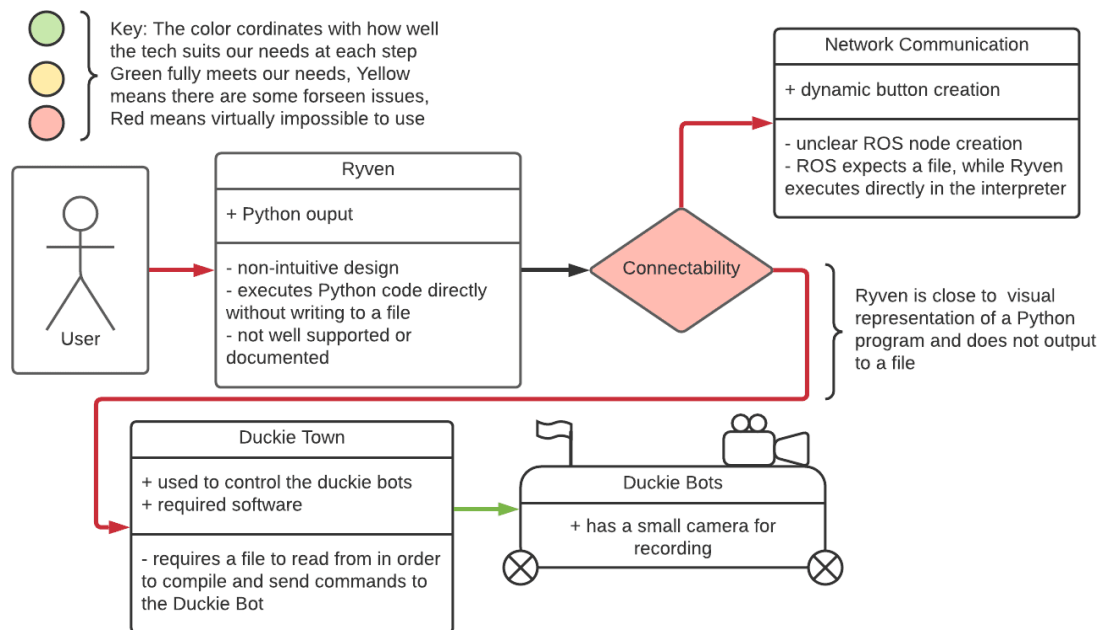 Key: The color cordinates with how well
the tech suits our needs at each step
Green fully meets our needs, Yellow
means there are some forseen issues,
Red means virtually impossible to use
Network Communication
+ dynamic button creation
- unclear ROS node creation
- ROS expects a file, while Ryven
executes directly in the interpreter
User
Ryven
+ Python ouput
- non-intuitive design
- executes Python code directly
without writing to a file
- not well supported or
documented
Connectability
Ryven is close to visual
representation of a Python
program and does not output
to a file
Duckie Town
+ used to control the duckie bots
+ required software
- requires a file to read from in order
to compile and send commands to
the Duckie Bot
Duckie Bots
+ has a small camera for
recording